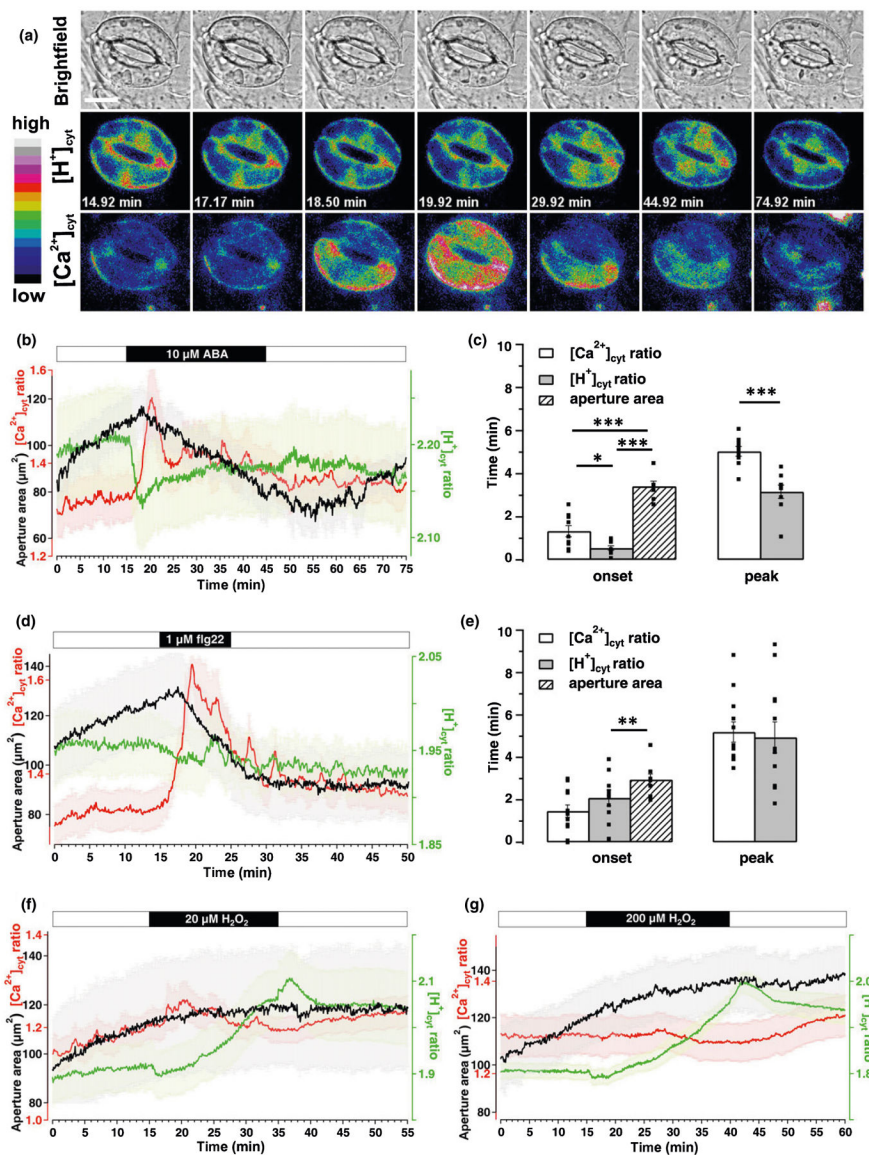 (a)
Brightfield
high
[H+]cyt
14.92 min 17.17 min 18.50 min 19.92 min 29.92 min 44.92 min 74.92 min
[Ca2+]cyt
low
(b)
10 µM ABA
Aperture area (µm²)
[Ca2+]cyt ratio
1.6
1.4
1.2
120
100
80
60
2.20
2.15
2.10
[H+]cyt ratio
0 5 10 15 20 25 30 35 40 45 50 55 60 65 70 75
Time (min)
(c)
Time (min)
10
8
6
4
2
0
[Ca2+]cyt ratio
[H+]cyt ratio
aperture area
***
***
*
***
onset peak
(d)
1 µM flg22
Aperture area (µm²)
[Ca2+]cyt ratio
140
120
100
80
1.6
1.4
2.05
1.95
1.85
[H+]cyt ratio
0 5 10 15 20 25 30 35 40 45 50
Time (min)
(e)
Time (min)
10
8
6
4
2
0
[Ca2+]cyt ratio
[H+]cyt ratio
aperture area
**
onset peak
(f)
20 µM H2O2
Aperture area (µm²)
[Ca2+]cyt ratio
1.4
1.2
1.0
140
120
100
80
2.1
1.9
[H+]cyt ratio
0 5 10 15 20 25 30 35 40 45 50 55
Time (min)
(g)
200 µM H2O2
Aperture area (µm²)
[Ca2+]cyt ratio
140
120
100
80
1.4
1.2
0 5 10 15 20 25 30 35 40 45 50 55 60
Time (min)